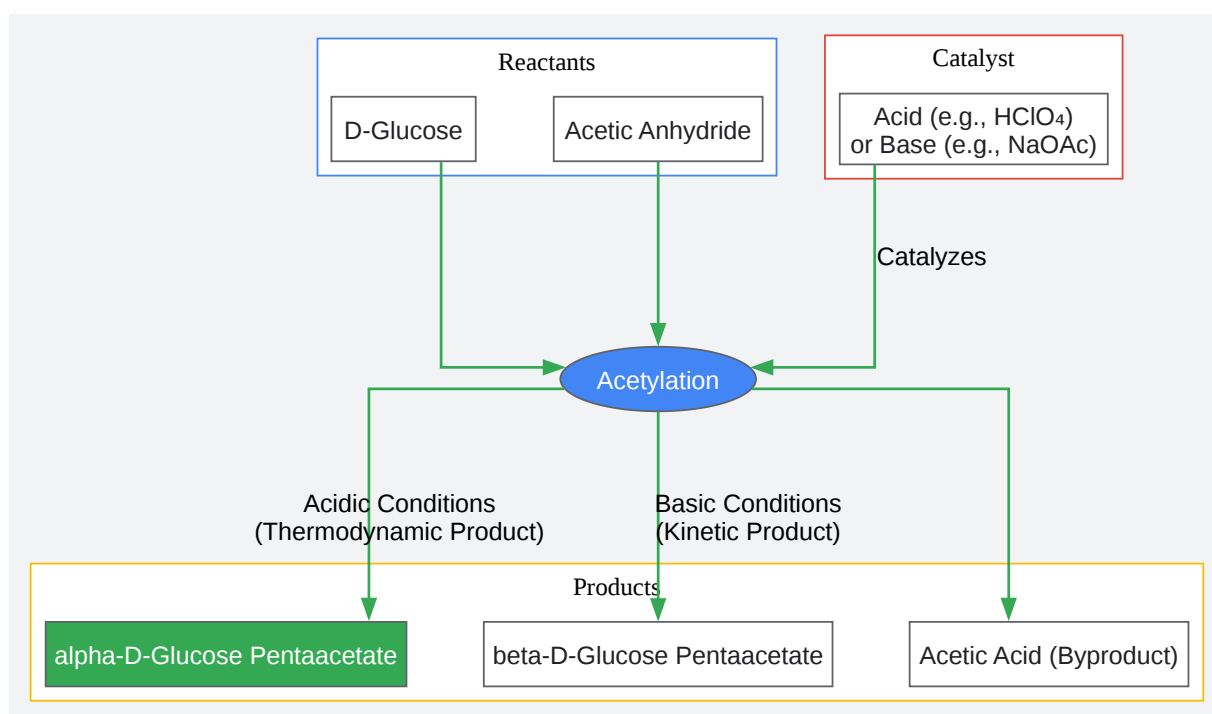 Reactants
Catalyst
D-Glucose
Acetic Anhydride
Acid (e.g., HClO₄)
or Base (e.g., NaOAc)
Catalyzes
Acetylation
Acidic Conditions
(Thermodynamic Product)
Basic Conditions
(Kinetic Product)
Products
alpha-D-Glucose Pentaacetate
beta-D-Glucose Pentaacetate
Acetic Acid (Byproduct)